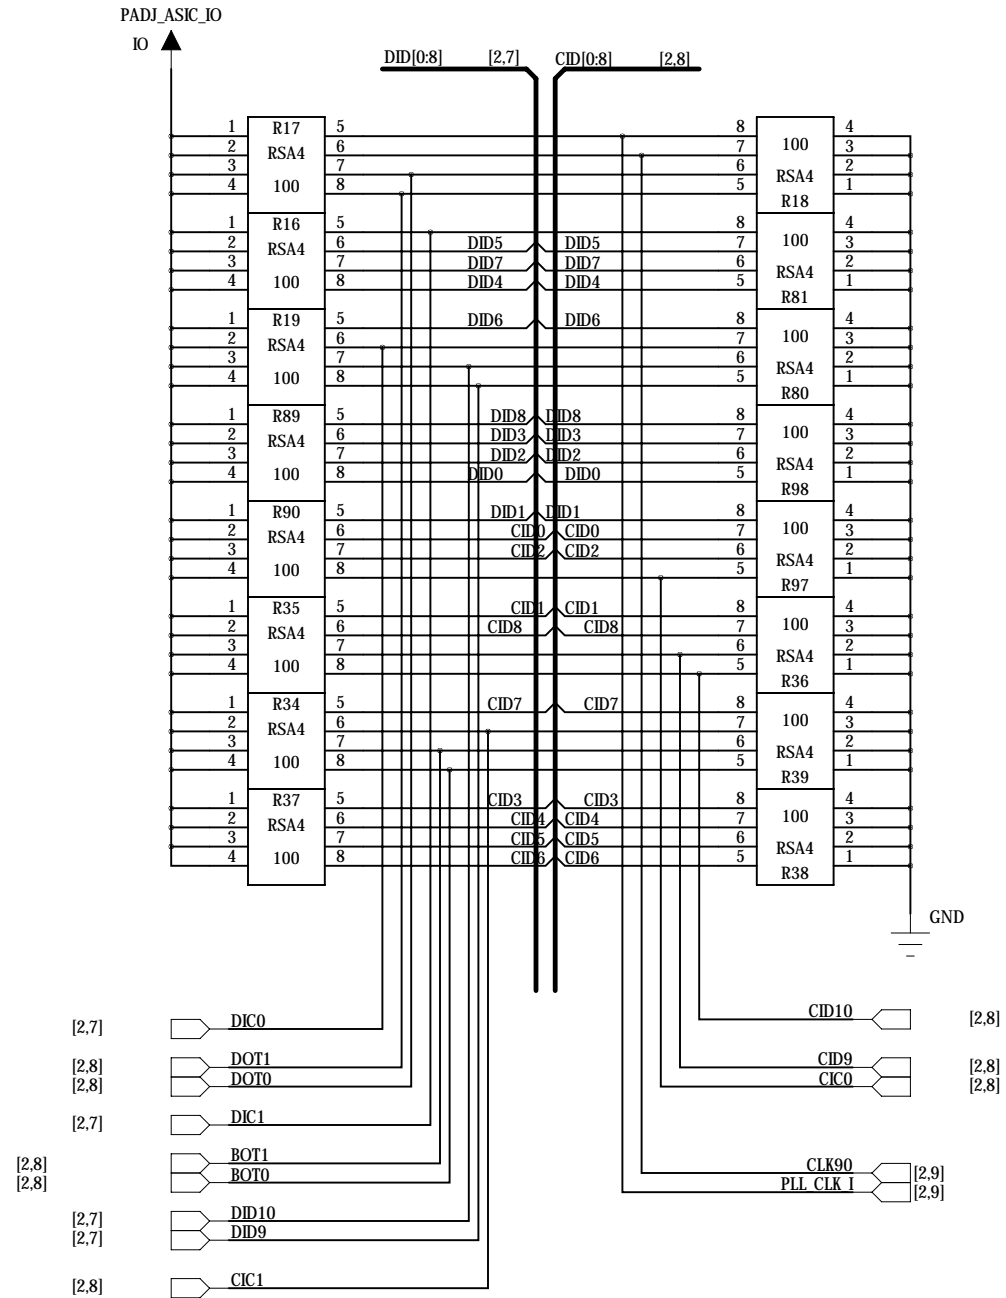 PADJ_ASIC_IO
IO
DID[0:8] [2,7] CID[0:8] [2,8]
1 R17 5 8 4
2 RSA4 6 7 100 3
3 7 6 RSA4 2
4 100 8 5 R18 1
1 R16 5 8 4
2 RSA4 6 DID5 DID5 7 100 3
3 7 DID7 DID7 6 RSA4 2
4 100 8 DID4 DID4 5 R81 1
1 R19 5 DID6 DID6 8 4
2 RSA4 6 7 100 3
3 7 6 RSA4 2
4 100 8 5 R80 1
1 R89 5 DID8 DID8 8 4
2 RSA4 6 DID3 DID3 7 100 3
3 7 DID2 DID2 6 RSA4 2
4 100 8 DID0 DID0 5 R98 1
1 R90 5 DID1 DID1 8 4
2 RSA4 6 CID0 CID0 7 100 3
3 7 CID2 CID2 6 RSA4 2
4 100 8 5 R97 1
1 R35 5 CID1 CID1 8 4
2 RSA4 6 CID8 CID8 7 100 3
3 7 6 RSA4 2
4 100 8 5 R36 1
1 R34 5 CID7 CID7 8 4
2 RSA4 6 7 100 3
3 7 6 RSA4 2
4 100 8 5 R39 1
1 R37 5 CID3 CID3 8 4
2 RSA4 6 CID4 CID4 7 100 3
3 7 CID5 CID5 6 RSA4 2
4 100 8 CID6 CID6 5 R38 1
GND
[2,7] DIC0 CID10 [2,8]
[2,8] DOT1 CID9 [2,8]
[2,8] DOT0 CIC0 [2,8]
[2,7] DIC1
[2,8] BOT1 CLK90 [2,9]
[2,8] BOT0 PLL_CLK_I [2,9]
[2,7] DID10
[2,7] DID9
[2,8] CIC1